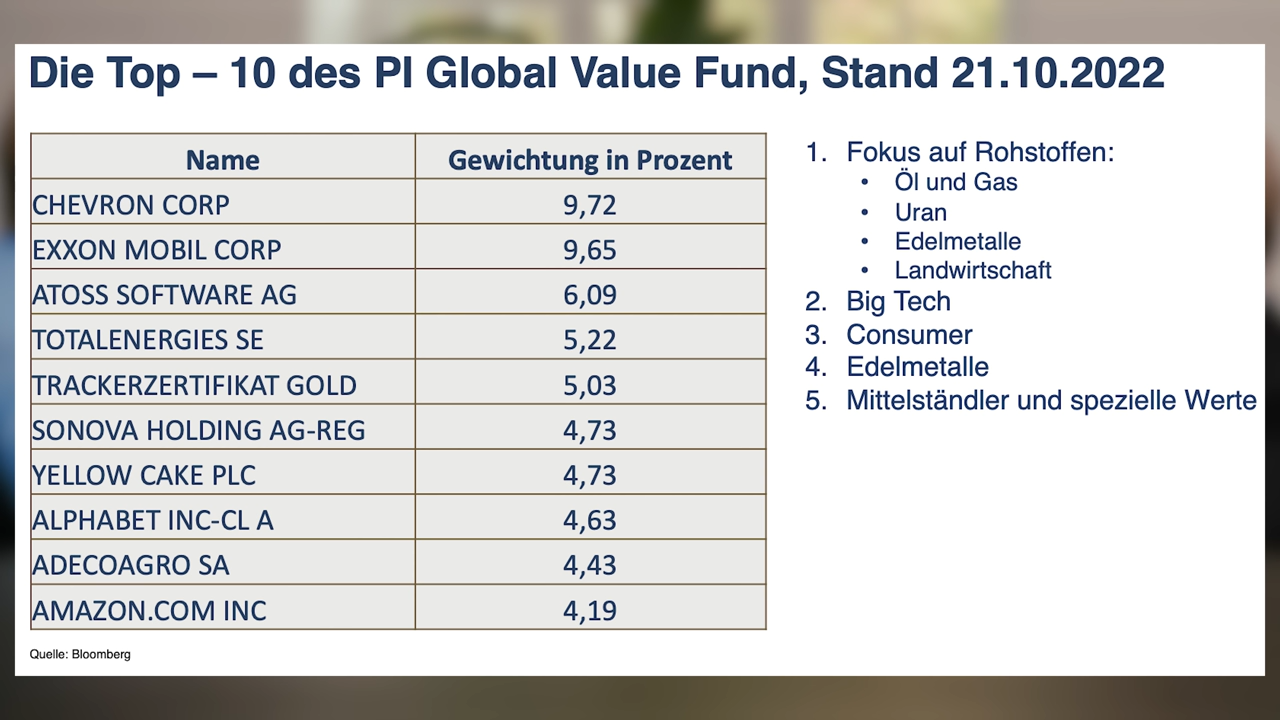 Die Top – 10 des PI Global Value Fund, Stand 21.10.2022
Name Gewichtung in Prozent
CHEVRON CORP 9,72
EXXON MOBIL CORP 9,65
ATOSS SOFTWARE AG 6,09
TOTALENERGIES SE 5,22
TRACKERZERTIFIKAT GOLD 5,03
SONOVA HOLDING AG-REG 4,73
YELLOW CAKE PLC 4,73
ALPHABET INC-CL A 4,63
ADECOAGRO SA 4,43
AMAZON.COM INC 4,19
Quelle: Bloomberg
1. Fokus auf Rohstoffen:
• Öl und Gas
• Uran
• Edelmetalle
• Landwirtschaft
2. Big Tech
3. Consumer
4. Edelmetalle
5. Mittelständler und spezielle Werte